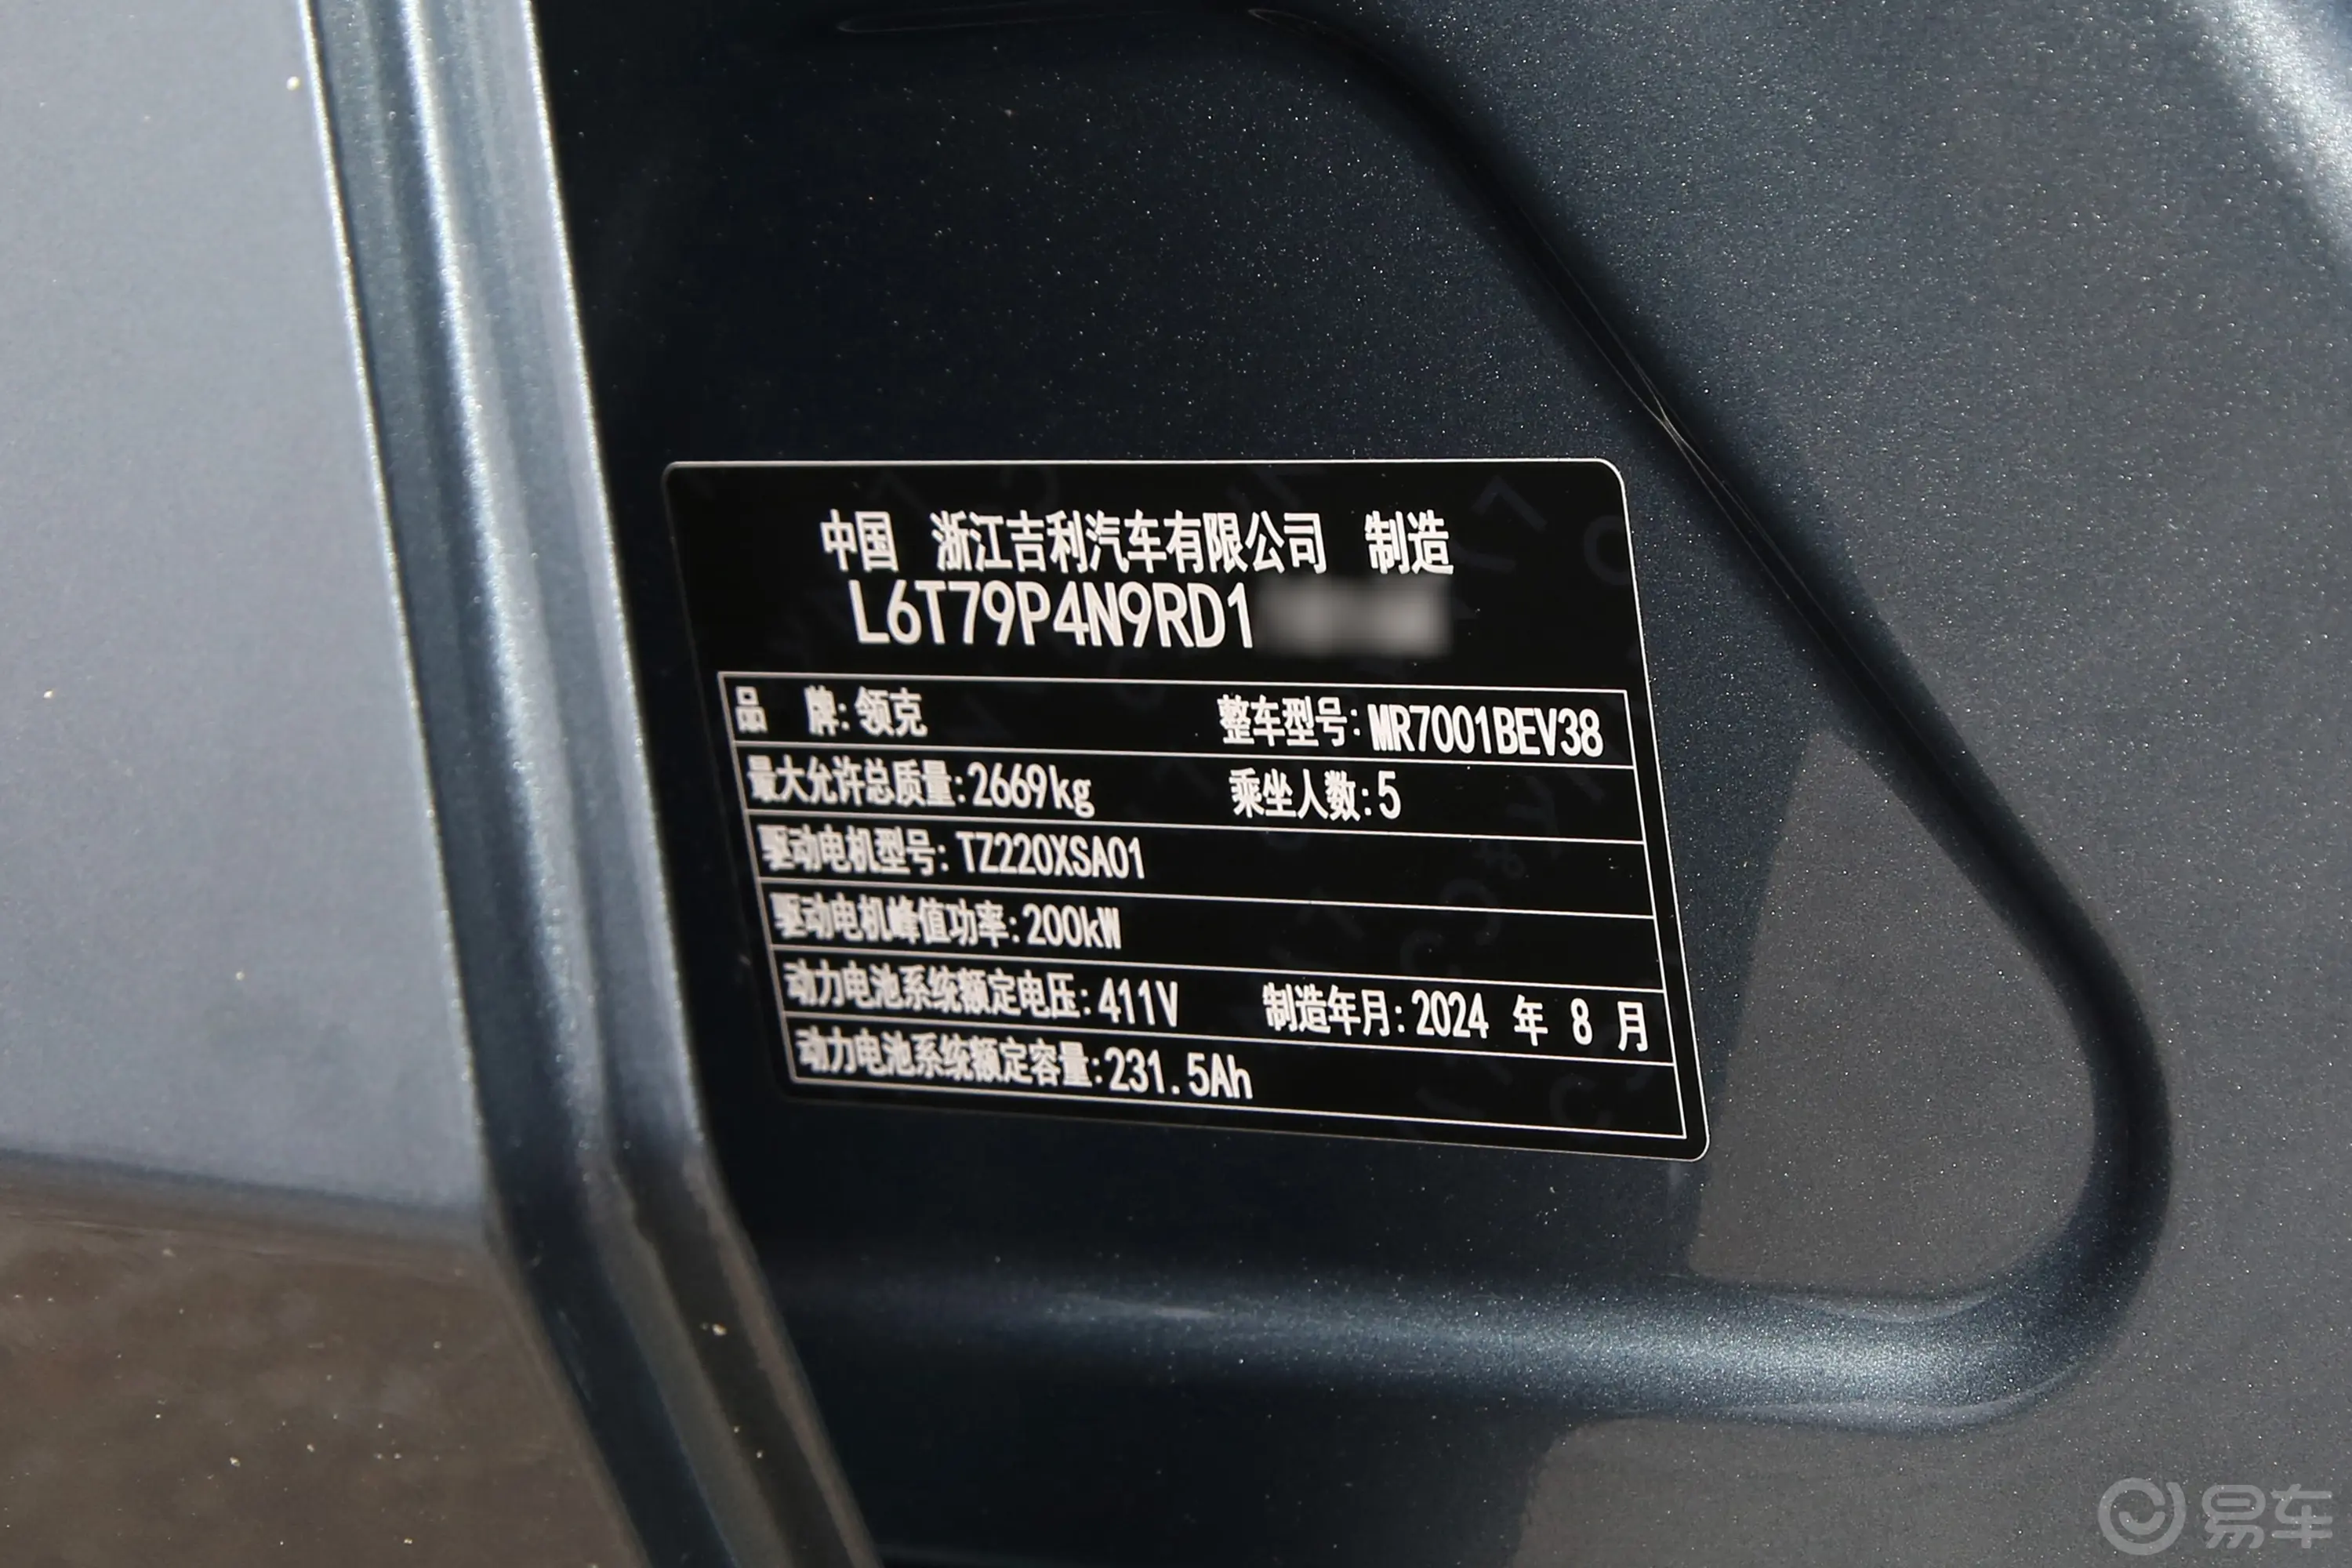 中国 浙江吉利汽车有限公司 制造
L6T79P4N9RD1
品 牌:领克 整车型号:MR7001BEV38
最大允许总质量:2669kg 乘坐人数:5
驱动电机型号:TZ220XSA01
驱动电机峰值功率:200kW
动力电池系统额定电压:411V 制造年月:2024 年 8 月
动力电池系统额定容量:231.5Ah
易车